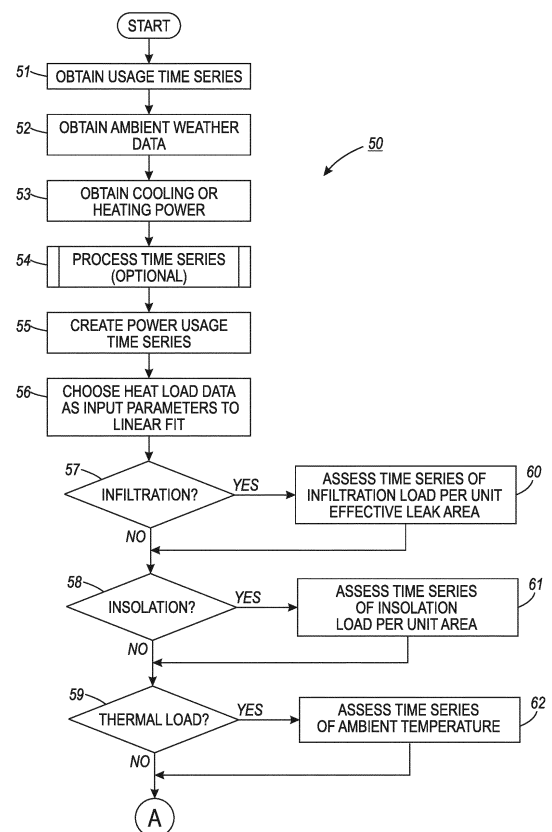 START
51
OBTAIN USAGE TIME SERIES
52
OBTAIN AMBIENT WEATHER
DATA
50
53
OBTAIN COOLING OR
HEATING POWER
54
PROCESS TIME SERIES
(OPTIONAL)
55
CREATE POWER USAGE
TIME SERIES
56
CHOOSE HEAT LOAD DATA
AS INPUT PARAMETERS TO
LINEAR FIT
57
INFILTRATION?
YES
NO
60
ASSESS TIME SERIES OF
INFILTRATION LOAD PER UNIT
EFFECTIVE LEAK AREA
58
INSOLATION?
YES
NO
61
ASSESS TIME SERIES
OF INSOLATION
LOAD PER UNIT AREA
59
THERMAL LOAD?
YES
NO
62
ASSESS TIME SERIES
OF AMBIENT TEMPERATURE
A